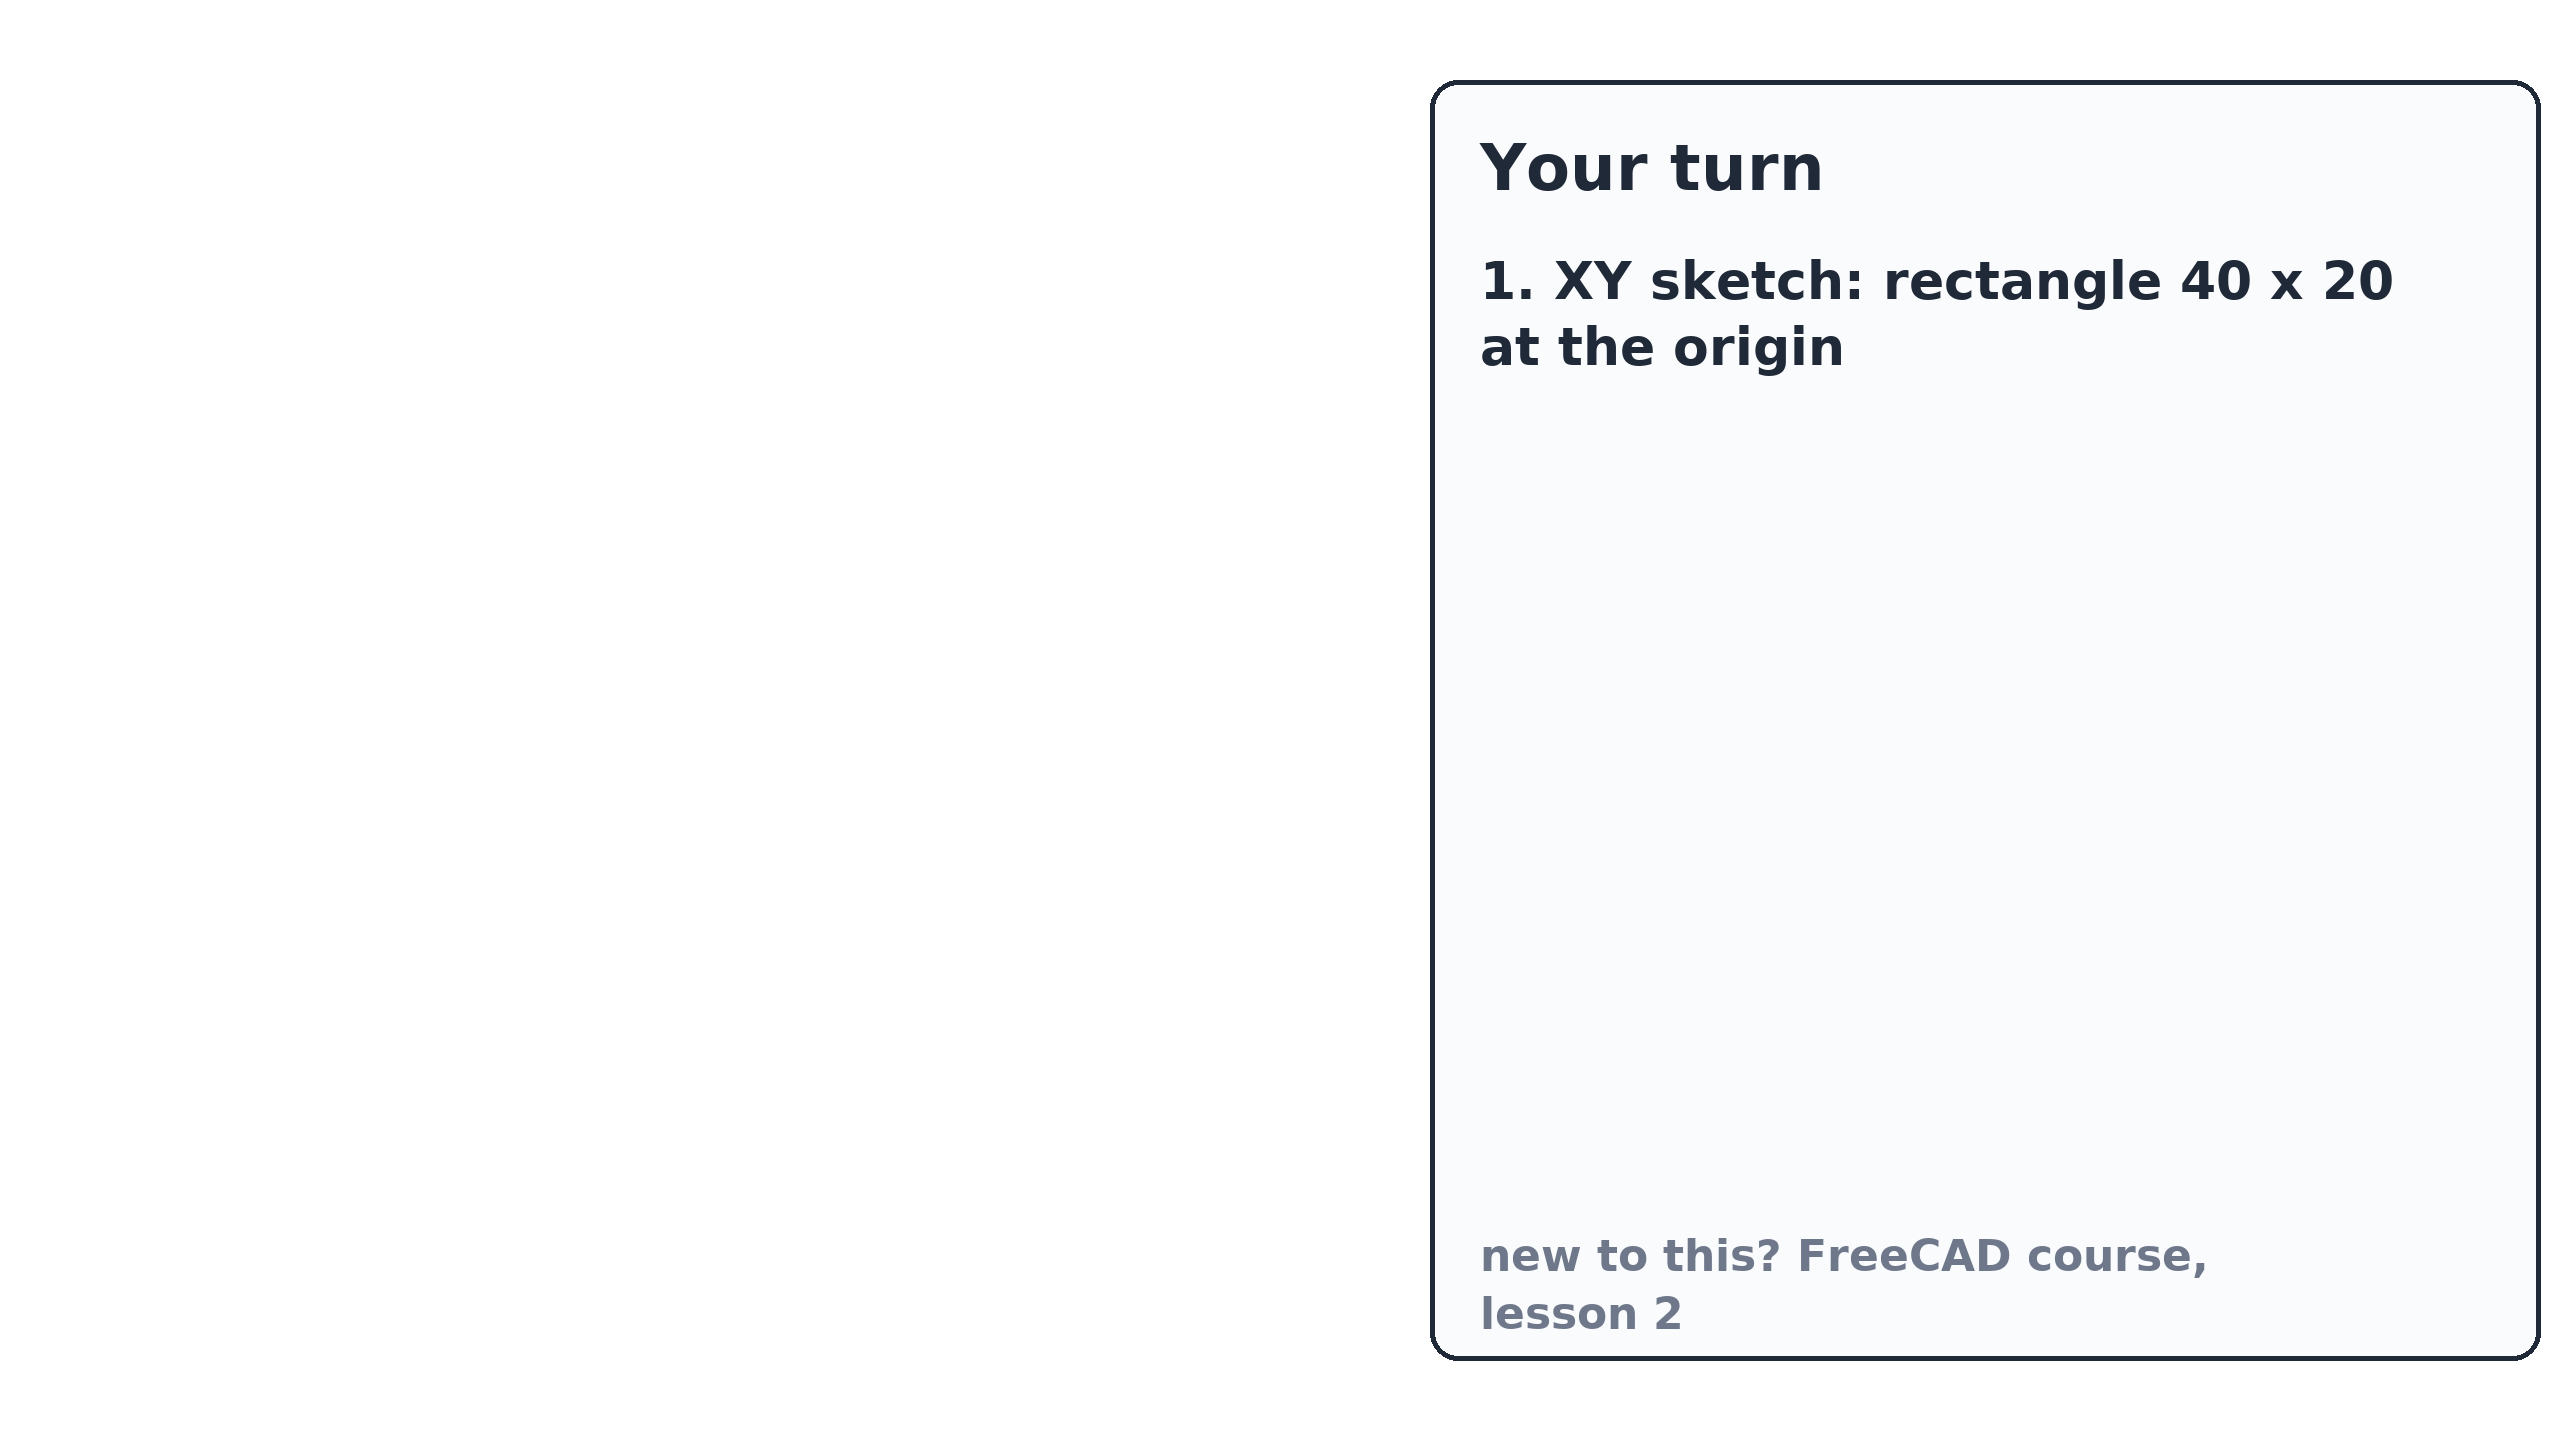 Your turn
1. XY sketch: rectangle 40 x 20
at the origin
new to this? FreeCAD course,
lesson 2